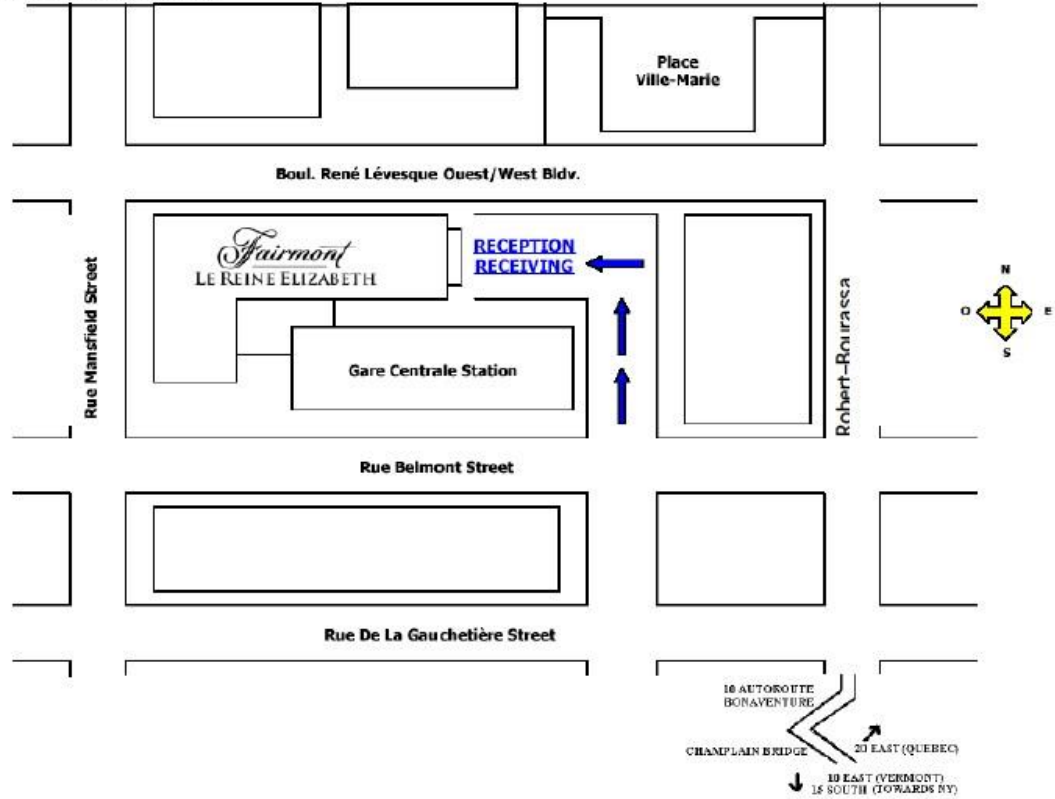 Place
Ville-Marie
Boul. René Lévesque Ouest/West Bldv.
Fairmont
LE REINE ELIZABETH
RECEPTION
RECEIVING
Rue Mansfield Street
Robert-Bourassa
N
O
E
S
Gare Centrale Station
Rue Belmont Street
Rue De La Gauchetière Street
10 AUTOROUTE
BONAVENTURE
CHAMPLAIN BRIDGE
20 EAST (QUEBEC)
10 EAST (VERMONT)
15 SOUTH (TOWARDS NY)